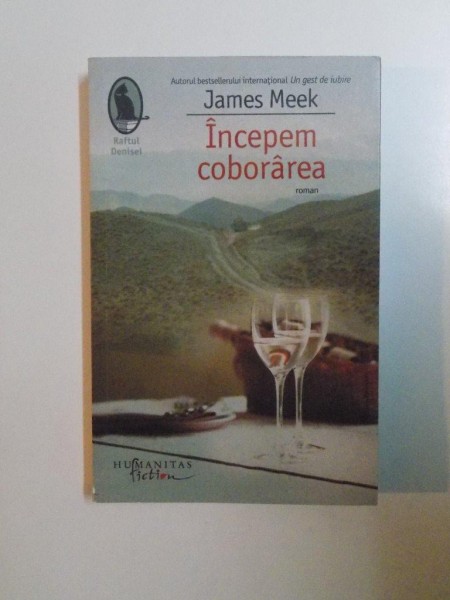 Autorul bestsellerului internațional Un gest de iubire
James Meek
Începem
coborârea
roman
Raftul
Denisei
HUMANITAS
fiction